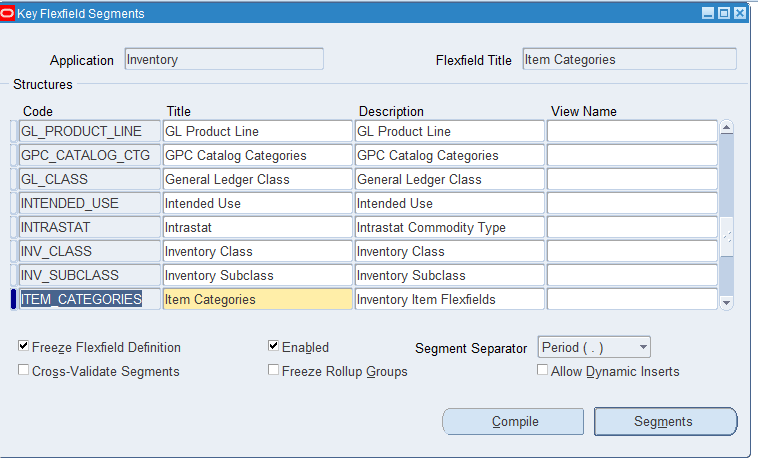 Key Flexfield Segments
Application Inventory Flexfield Title Item Categories
Structures
Code Title Description View Name
GL_PRODUCT_LINE GL Product Line GL Product Line
GPC_CATALOG_CTG GPC Catalog Categories GPC Catalog Categories
GL_CLASS General Ledger Class General Ledger Class
INTENDED_USE Intended Use Intended Use
INTRASTAT Intrastat Intrastat Commodity Type
INV_CLASS Inventory Class Inventory Class
INV_SUBCLASS Inventory Subclass Inventory Subclass
ITEM_CATEGORIES Item Categories Inventory Item Flexfields
Freeze Flexfield Definition Enabled Segment Separator Period ( . )
Cross-Validate Segments Freeze Rollup Groups Allow Dynamic Inserts
Compile Segments